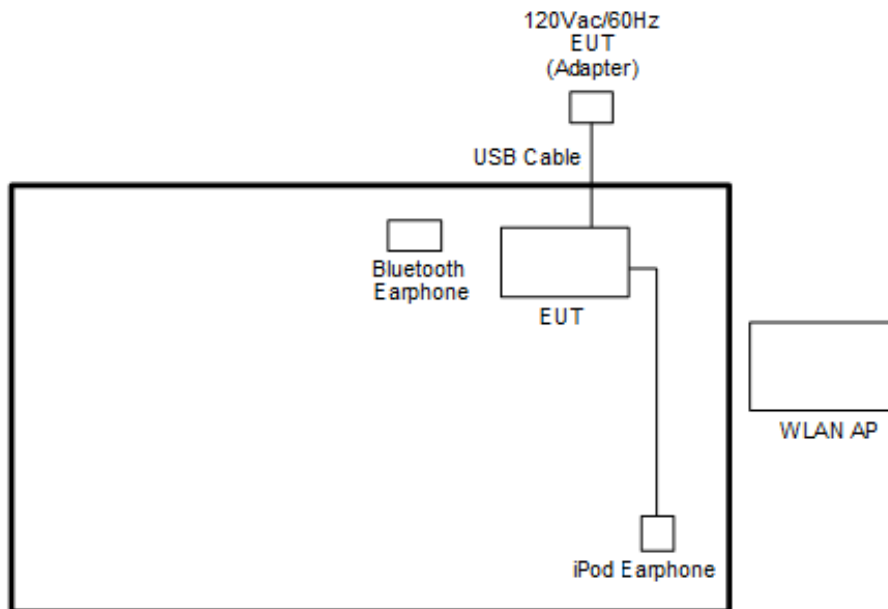 120Vac/60Hz
EUT
(Adapter)
USB Cable
Bluetooth
Earphone
EUT
WLAN AP
iPod Earphone